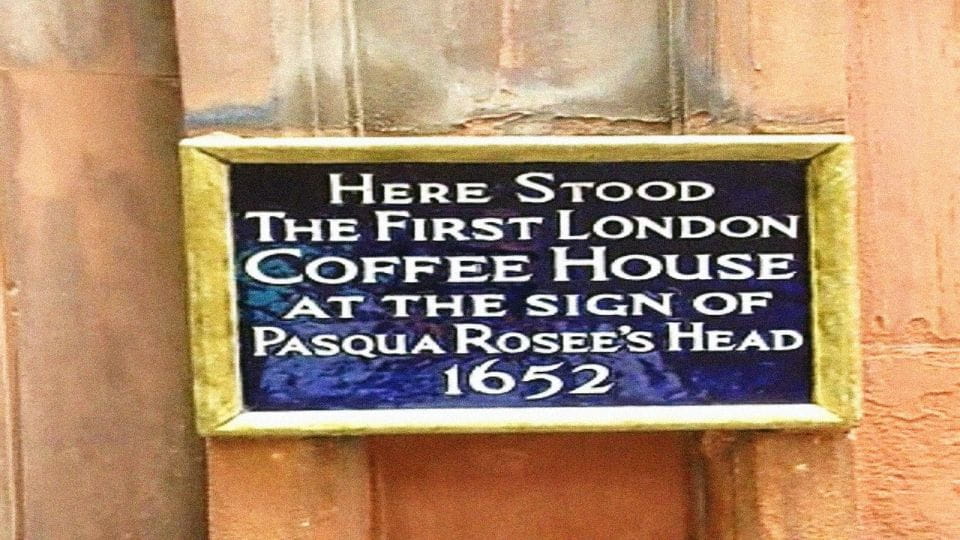 Here Stood
The First London
Coffee House
at the sign of
Pasqua Rosee's Head
1652